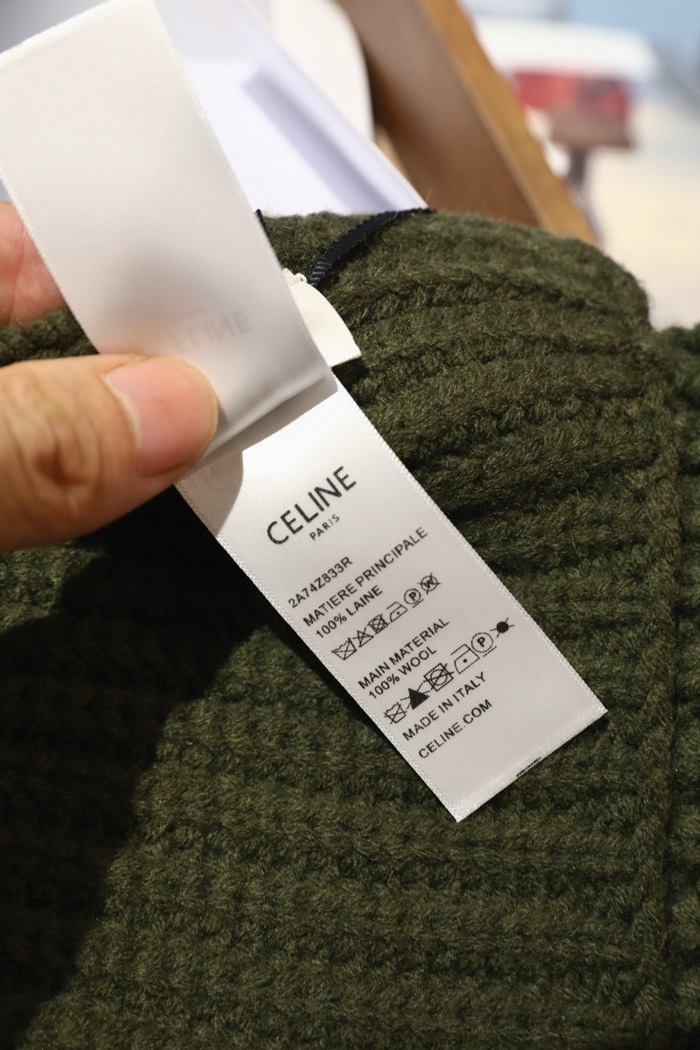 CELINE
PARIS
2A74Z833R
MATIERE PRINCIPALE
100% LAINE
MAIN MATERIAL
100% WOOL
MADE IN ITALY
CELINE.COM